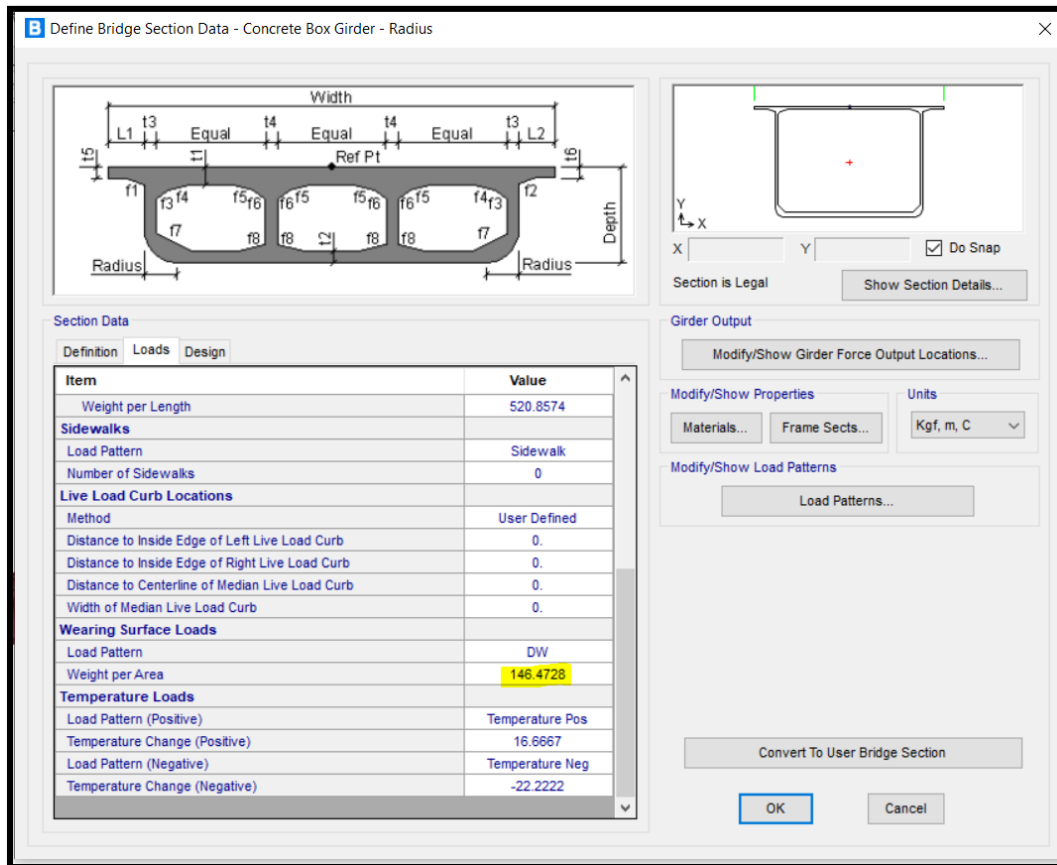 B Define Bridge Section Data - Concrete Box Girder - Radius
Width
L1 t3 Equal t4 Equal t4 Equal t3 L2
t5 t1 Ref Pt t6
f1 f3 f4 f5 f6 f6 f5 f5 f6 f6 f5 f4 f3 f2
f7 f8 f8 t2 f8 f8 f7
Depth
Radius Radius
Y
X
X Y Do Snap
Section is Legal Show Section Details...
Section Data
Definition Loads Design
Item Value
Weight per Length 520.8574
Sidewalks
Load Pattern Sidewalk
Number of Sidewalks 0
Live Load Curb Locations
Method User Defined
Distance to Inside Edge of Left Live Load Curb 0.
Distance to Inside Edge of Right Live Load Curb 0.
Distance to Centerline of Median Live Load Curb 0.
Width of Median Live Load Curb 0.
Wearing Surface Loads
Load Pattern DW
Weight per Area 146.4728
Temperature Loads
Load Pattern (Positive) Temperature Pos
Temperature Change (Positive) 16.6667
Load Pattern (Negative) Temperature Neg
Temperature Change (Negative) -22.2222
Girder Output
Modify/Show Girder Force Output Locations...
Modify/Show Properties Units
Materials... Frame Sects... Kgf, m, C
Modify/Show Load Patterns
Load Patterns...
Convert To User Bridge Section
OK Cancel